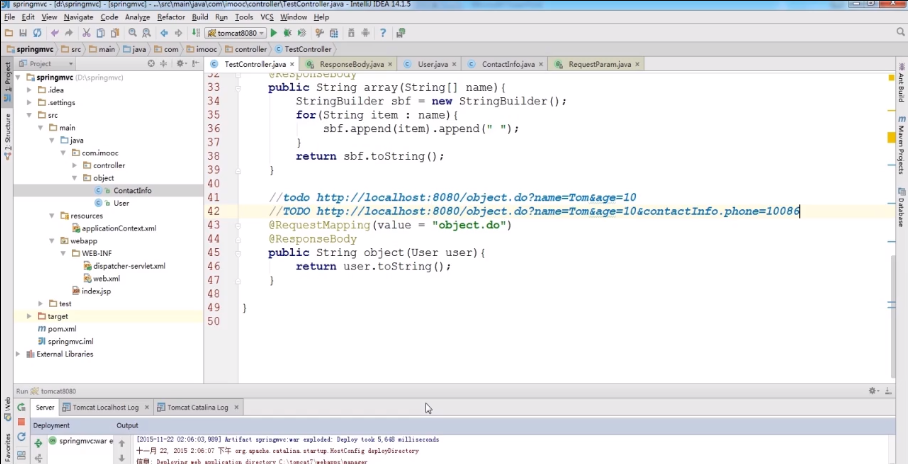 springmvc - [d:\springmvc] - [springmvc] - ...\src\main\java\com\imooc\controller\TestController.java - IntelliJ IDEA 14.1.5
File Edit View Navigate Code Analyze Refactor Build Run Tools VCS Window Help
tomcat8080
springmvc src main java com imooc controller TestController
Project
TestController.java ResponseBody.java User.java ContactInfo.java RequestParam.java
1: Project
Structure
Ant Build
Maven Projects
Database
springmvc (D:\springmvc)
.idea
.settings
src
main
java
com.imooc
controller
object
ContactInfo
User
resources
applicationContext.xml
webapp
WEB-INF
dispatcher-servlet.xml
web.xml
index.jsp
test
target
pom.xml
springmvc.iml
External Libraries
32 @ResponseBody
33 public String array(String[] name){
34 StringBuilder sbf = new StringBuilder();
35 for(String item : name){
36 sbf.append(item).append(" ");
37 }
38 return sbf.toString();
39 }
40
41 //todo http://localhost:8080/object.do?name=Tom&age=10
42 //TODO http://localhost:8080/object.do?name=Tom&age=10&contactInfo.phone=10086
43 @RequestMapping(value = "object.do")
44 @ResponseBody
45 public String object(User user){
46 return user.toString();
47 }
48
49 }
50
Run tomcat8080
Server Tomcat Localhost Log Tomcat Catalina Log
Deployment Output
Web
Favorites
springmvc:war e
[2015-11-22 02:06:03,989] Artifact springmvc:war exploded: Deploy took 5,648 milliseconds
十一月 22, 2015 2:06:07 下午 org.apache.catalina.startup.HostConfig deployDirectory
信息: Deploying web application directory C:\tomcat7\webapps\manager